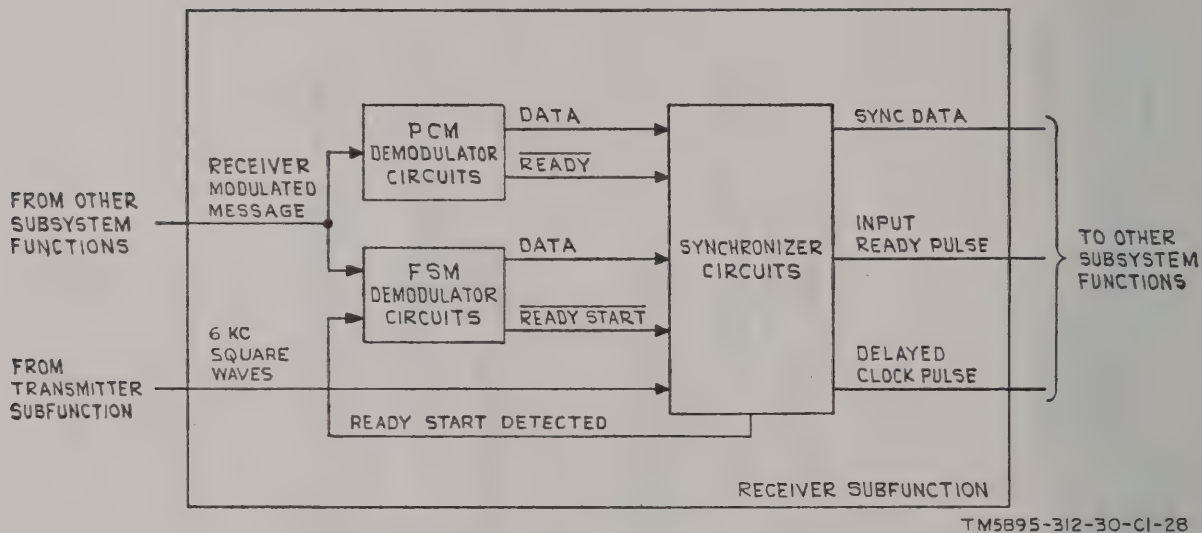 FROM OTHER
SUBSYSTEM
FUNCTIONS
RECEIVER
MODULATED
MESSAGE
PCM
DEMODULATOR
CIRCUITS
DATA
READY
FSM
DEMODULATOR
CIRCUITS
DATA
READY START
SYNCHRONIZER
CIRCUITS
SYNC DATA
INPUT
READY PULSE
DELAYED
CLOCK PULSE
TO OTHER
SUBSYSTEM
FUNCTIONS
FROM
TRANSMITTER
SUBFUNCTION
6 KC
SQUARE
WAVES
READY START DETECTED
RECEIVER SUBFUNCTION
TM5895-312-30-C1-28